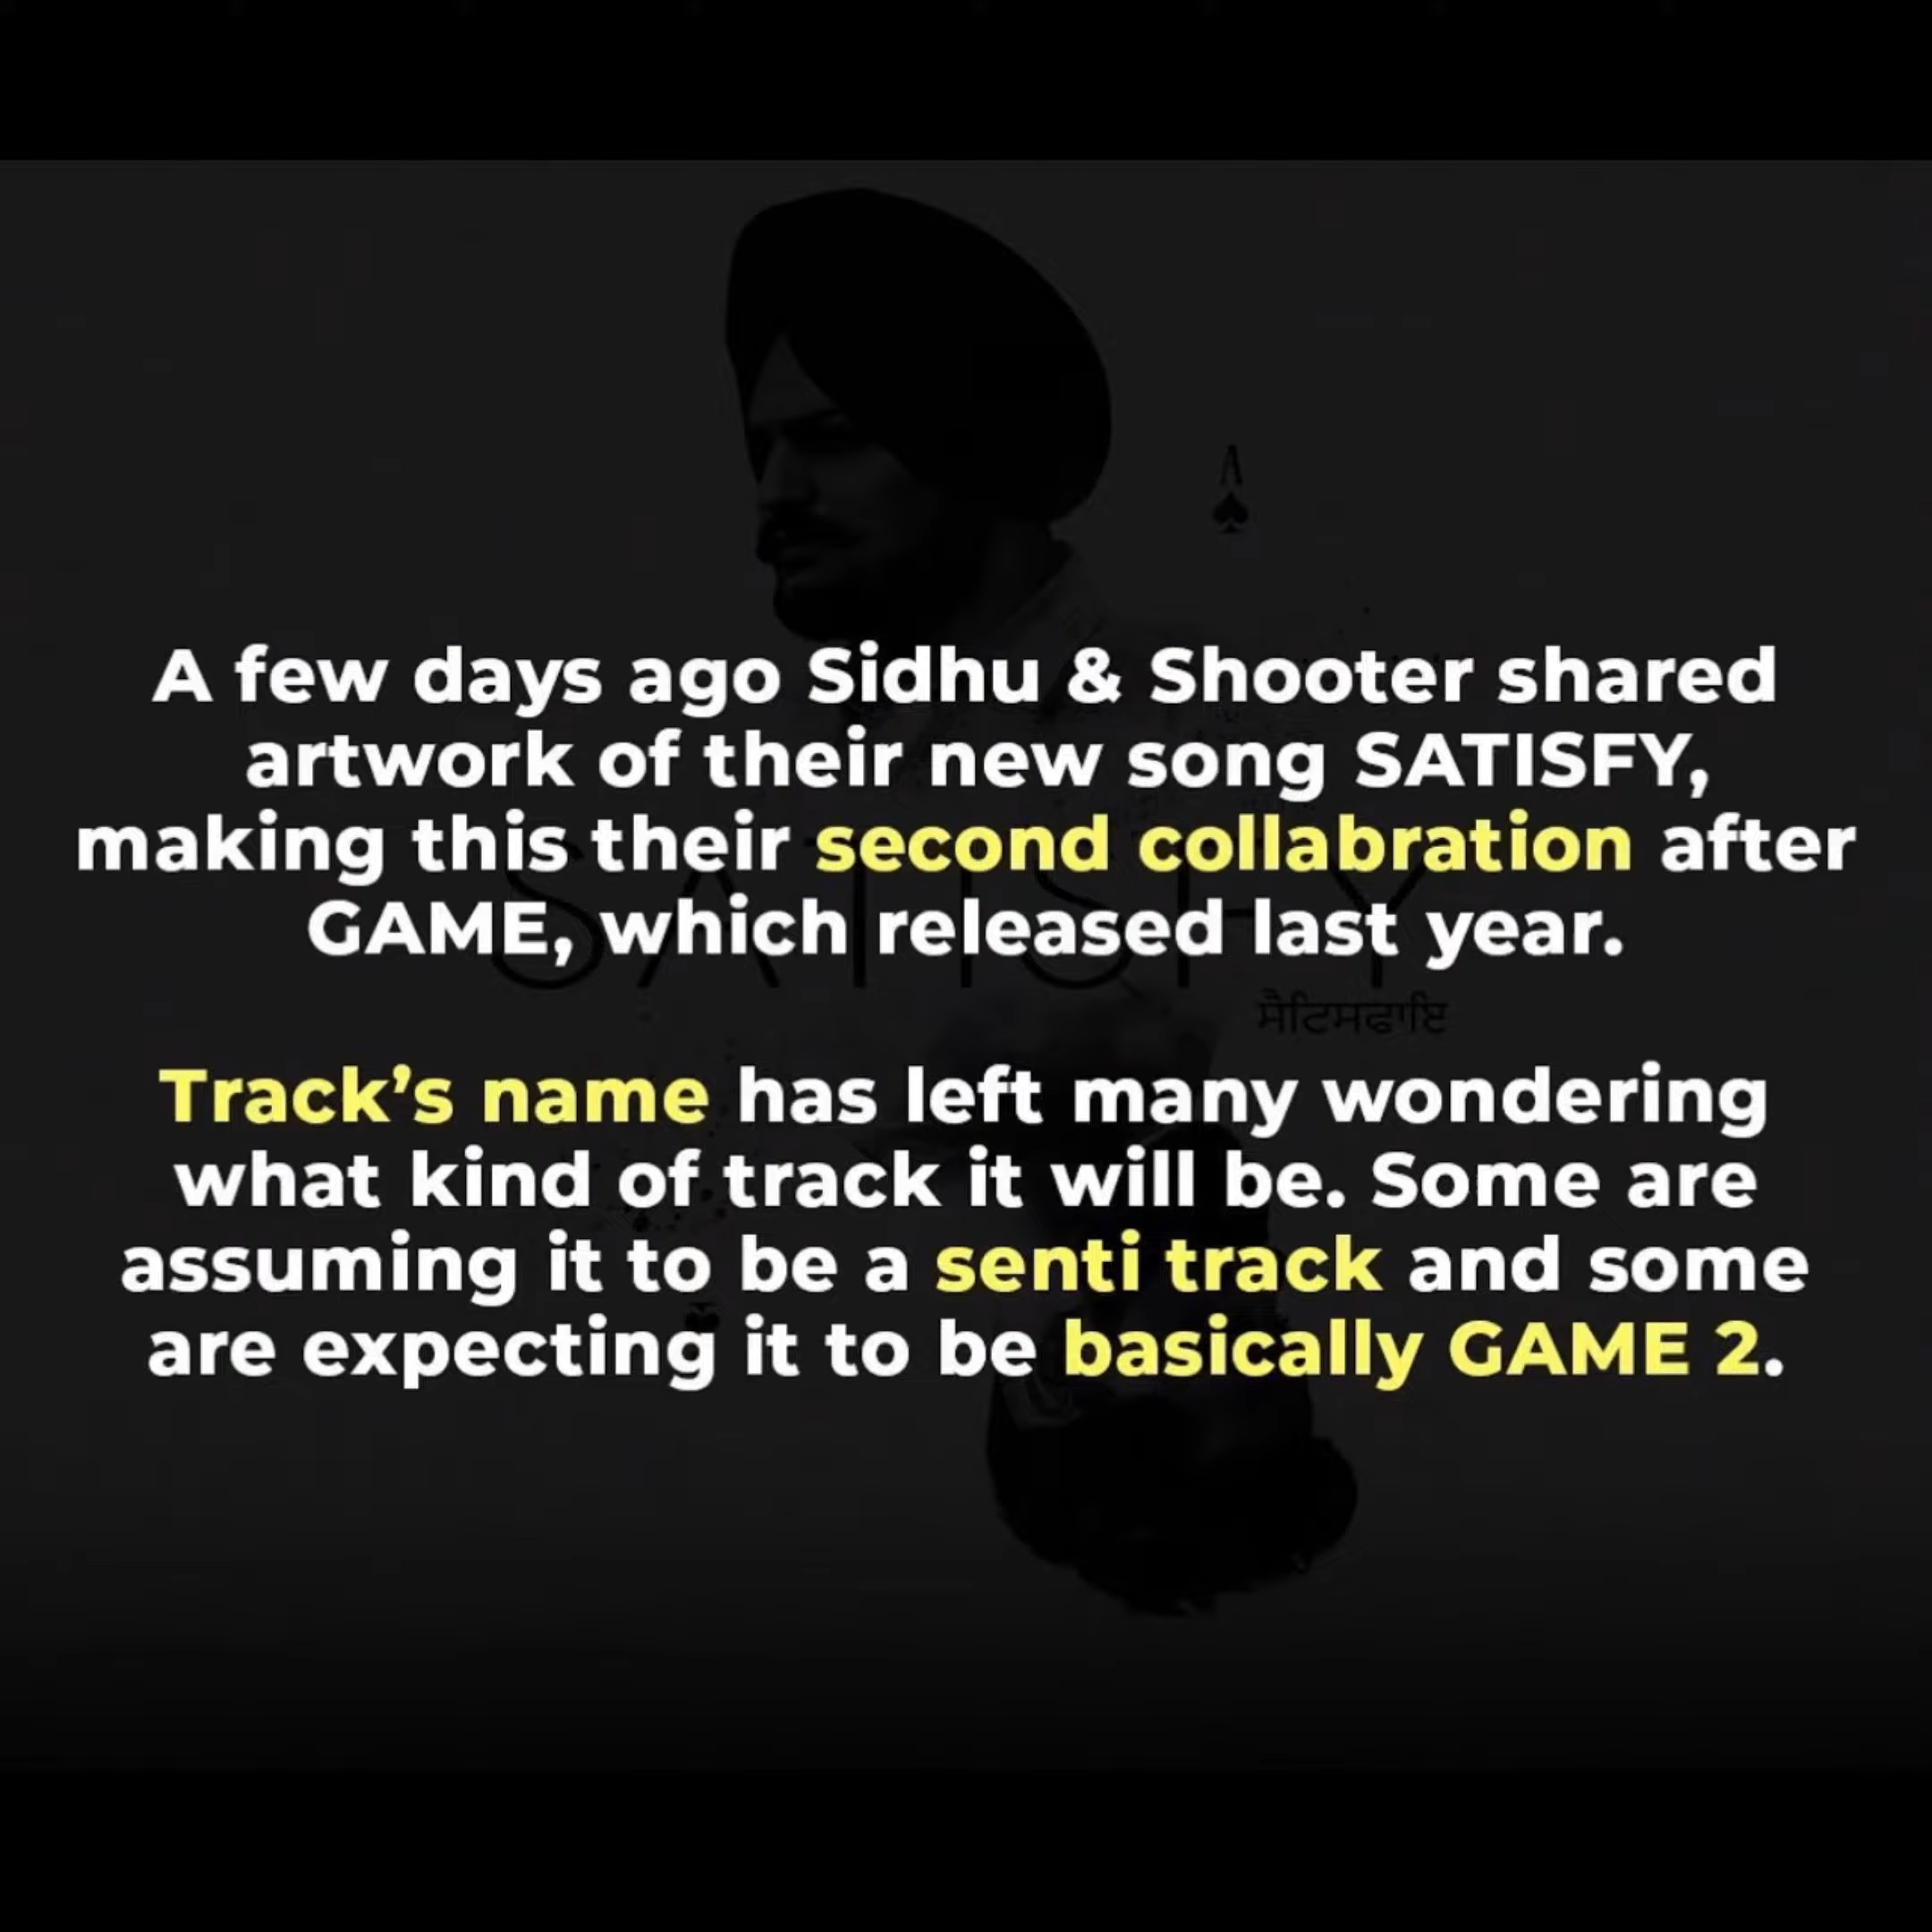 A
A few days ago Sidhu & Shooter shared
artwork of their new song SATISFY,
making this their second collabration after
GAME, which released last year.
SATISFY
ਸੈਟਿਸਫਾਇ
Track’s name has left many wondering
what kind of track it will be. Some are
assuming it to be a senti track and some
are expecting it to be basically GAME 2.